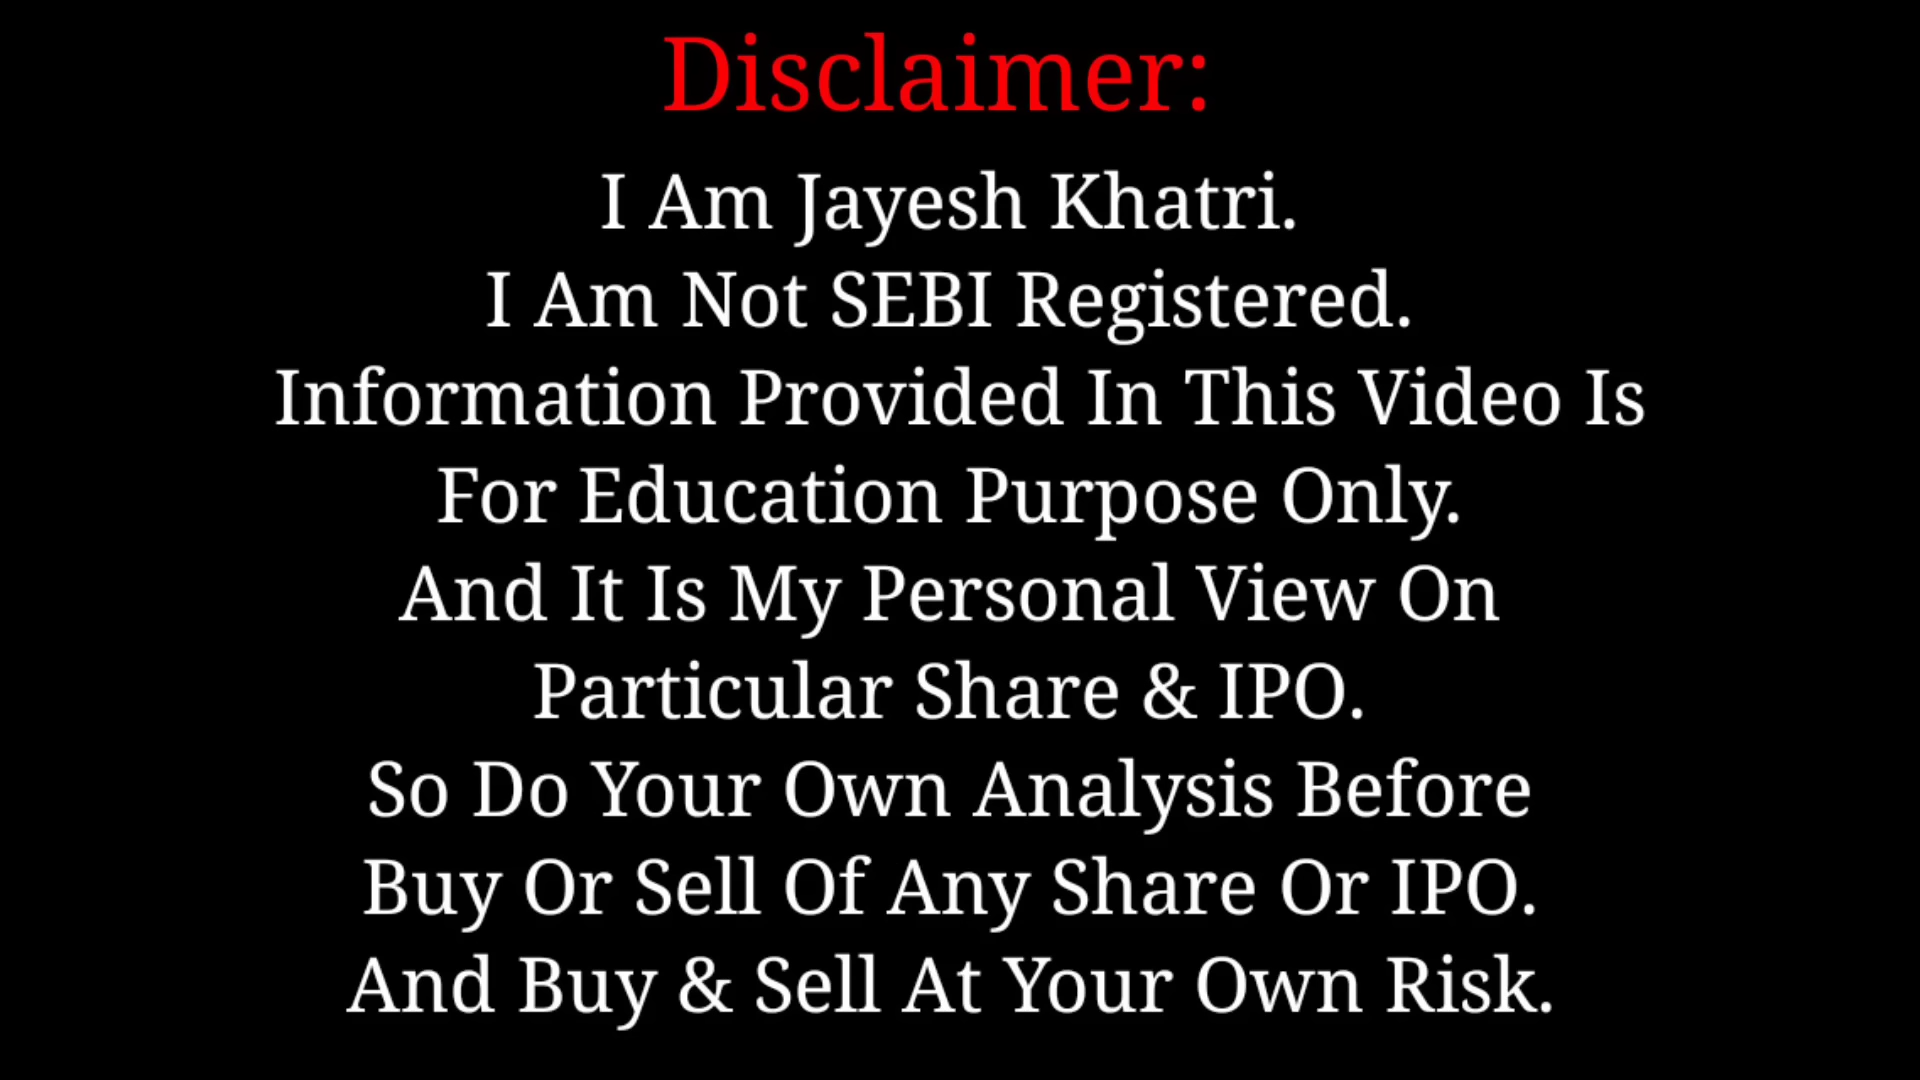 Disclaimer:
I Am Jayesh Khatri.
I Am Not SEBI Registered.
Information Provided In This Video Is
For Education Purpose Only.
And It Is My Personal View On
Particular Share & IPO.
So Do Your Own Analysis Before
Buy Or Sell Of Any Share Or IPO.
And Buy & Sell At Your Own Risk.